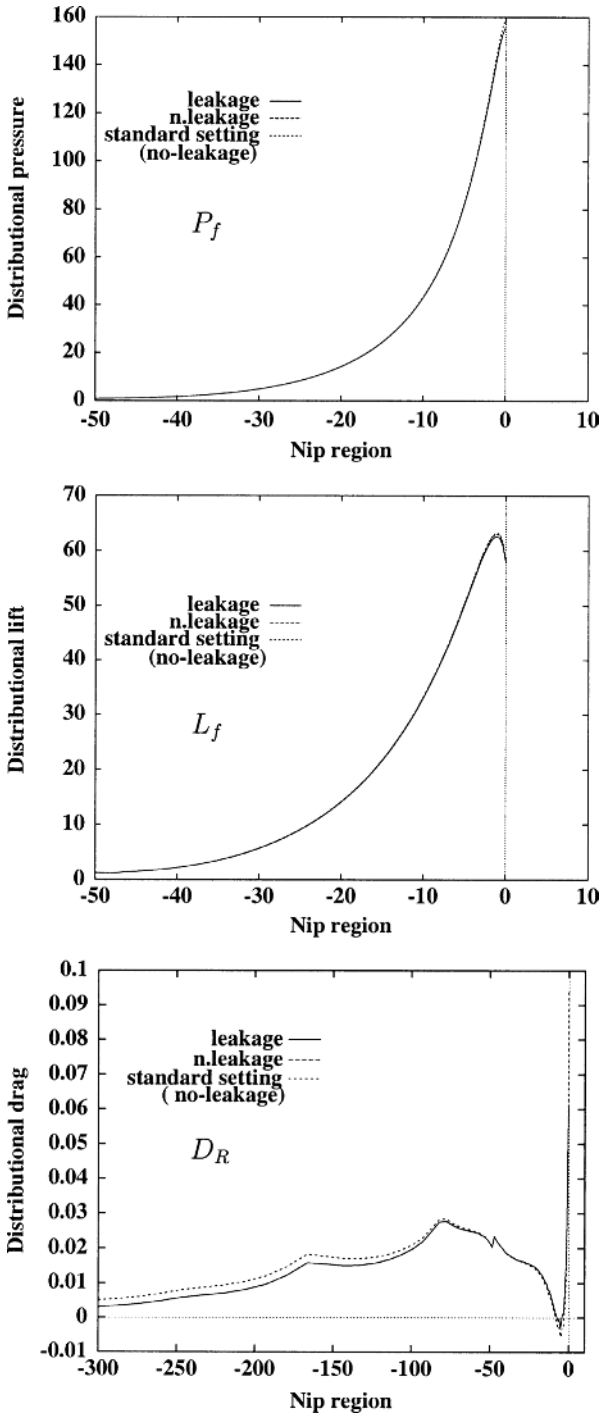 160
140
120
100
80
60
40
20
0
Distributional pressure
leakage
n.leakage
standard setting
(no-leakage)
P_f
-50 -40 -30 -20 -10 0 10
Nip region
70
60
50
40
30
20
10
0
Distributional lift
leakage
n.leakage
standard setting
(no-leakage)
L_f
-50 -40 -30 -20 -10 0 10
Nip region
0.1
0.09
0.08
0.07
0.06
0.05
0.04
0.03
0.02
0.01
0
-0.01
Distributional drag
leakage
n.leakage
standard setting
( no-leakage)
D_R
-300 -250 -200 -150 -100 -50 0
Nip region